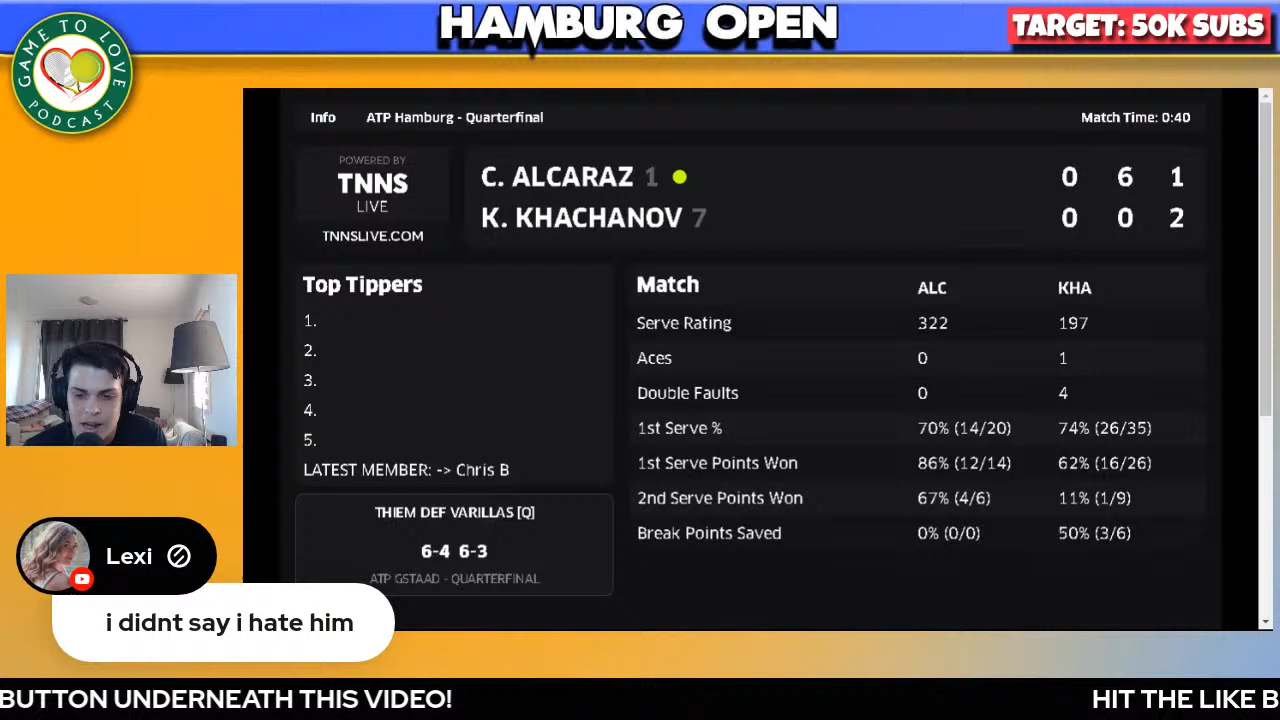 HAMBURG OPEN
TARGET: 50K SUBS
GAME TO LOVE
PODCAST
Info ATP Hamburg - Quarterfinal Match Time: 0:40
POWERED BY
TNNS
LIVE
TNNSLIVE.COM
C. ALCARAZ 1 0 6 1
K. KHACHANOV 7 0 0 2
Top Tippers
1.
2.
3.
4.
5.
LATEST MEMBER: -> Chris B
THIEM DEF VARILLAS [Q]
6-4 6-3
ATP GSTAAD - QUARTERFINAL
Match ALC KHA
Serve Rating 322 197
Aces 0 1
Double Faults 0 4
1st Serve % 70% (14/20) 74% (26/35)
1st Serve Points Won 86% (12/14) 62% (16/26)
2nd Serve Points Won 67% (4/6) 11% (1/9)
Break Points Saved 0% (0/0) 50% (3/6)
Lexi
i didnt say i hate him
BUTTON UNDERNEATH THIS VIDEO! HIT THE LIKE B